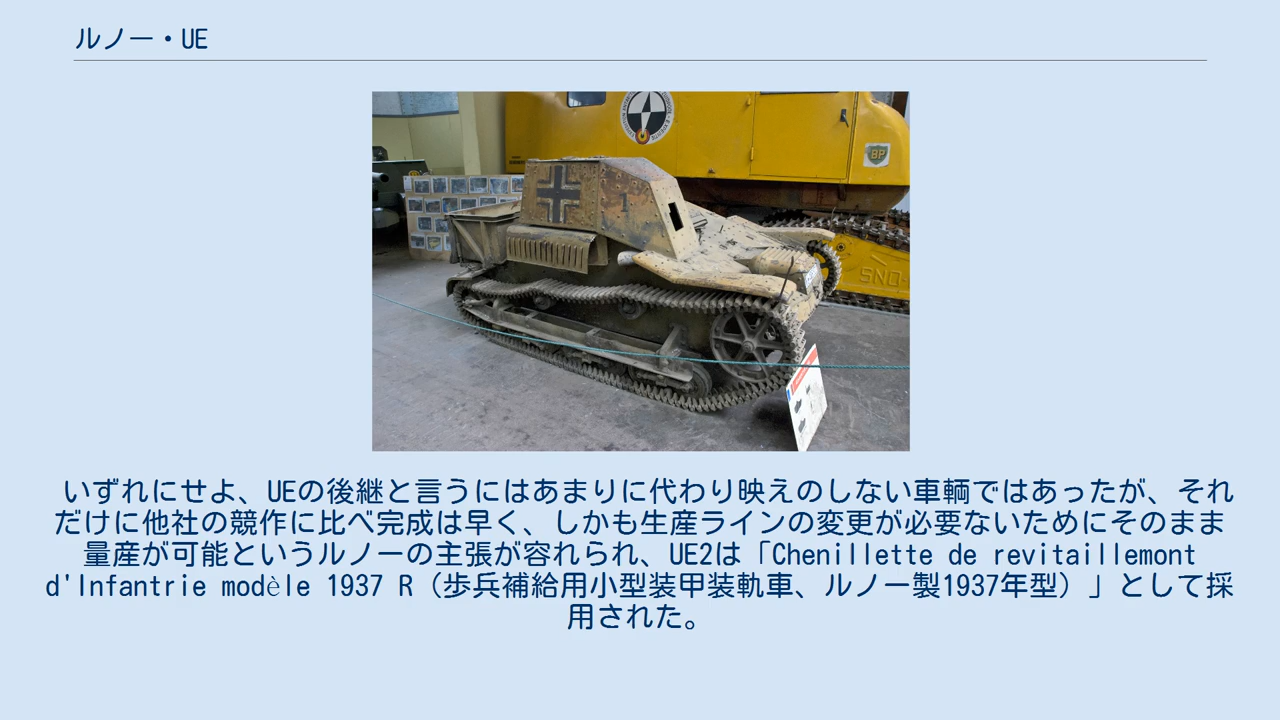 ルノー・UE
BP
1
SNO-
いずれにせよ、UEの後継と言うにはあまりに代わり映えのしない車輌ではあったが、それ
だけに他社の競作に比べ完成は早く、しかも生産ラインの変更が必要ないためにそのまま
量産が可能というルノーの主張が容れられ、UE2は「Chenillette de revitaillemont
d'Infantrie modèle 1937 R（歩兵補給用小型装甲装軌車、ルノー製1937年型）」として採
用された。